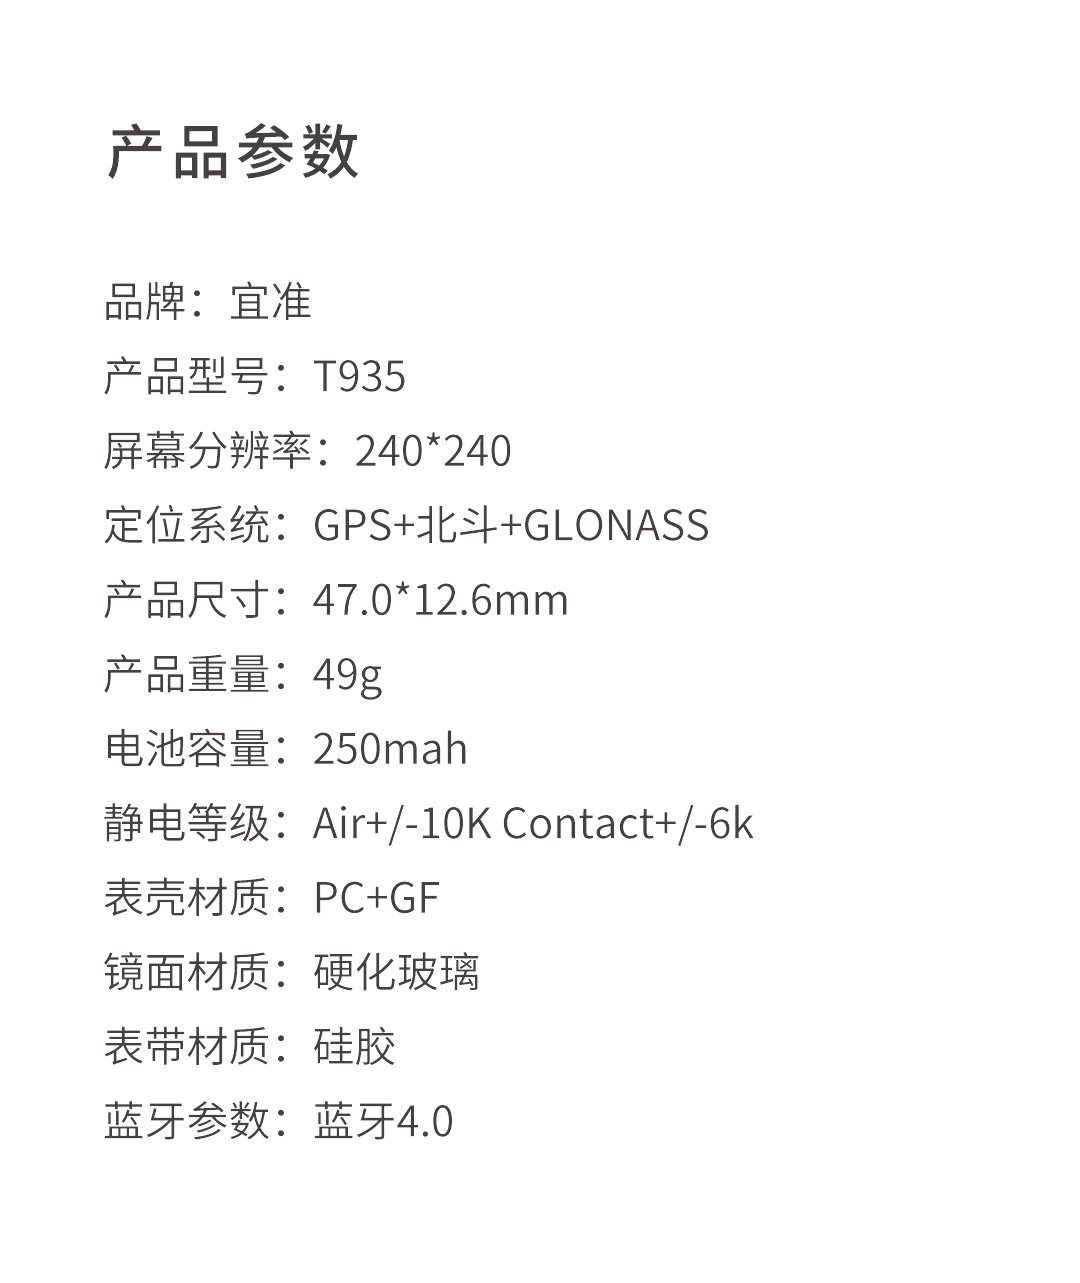 产品参数
品牌：宜准
产品型号：T935
屏幕分辨率：240*240
定位系统：GPS+北斗+GLONASS
产品尺寸：47.0*12.6mm
产品重量：49g
电池容量：250mah
静电等级：Air+/-10K Contact+/-6k
表壳材质：PC+GF
镜面材质：硬化玻璃
表带材质：硅胶
蓝牙参数：蓝牙4.0